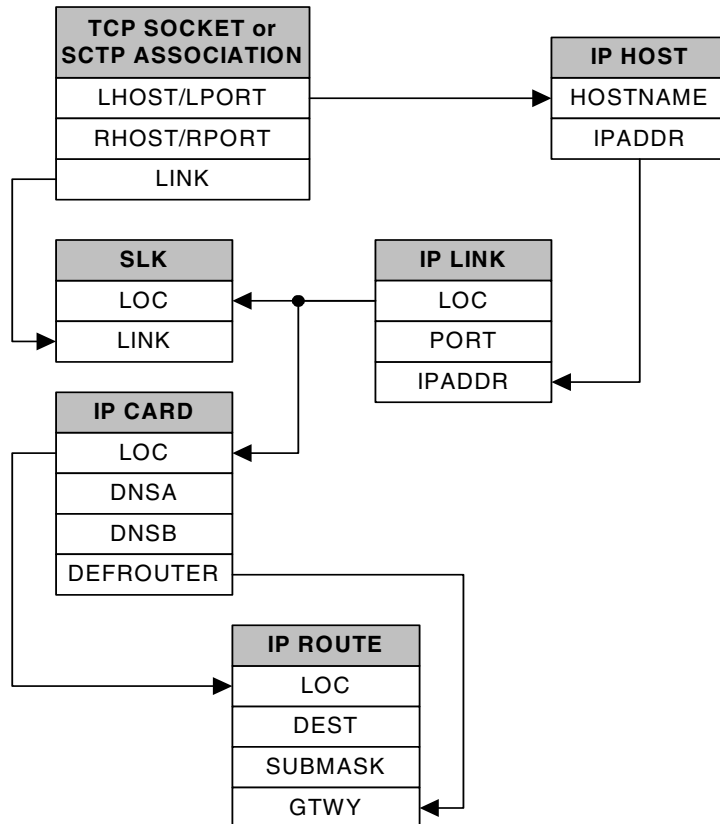 TCP SOCKET or
SCTP ASSOCIATION
LHOST/LPORT
RHOST/RPORT
LINK
IP HOST
HOSTNAME
IPADDR
SLK
LOC
LINK
IP LINK
LOC
PORT
IPADDR
IP CARD
LOC
DNSA
DNSB
DEFROUTER
IP ROUTE
LOC
DEST
SUBMASK
GTWY